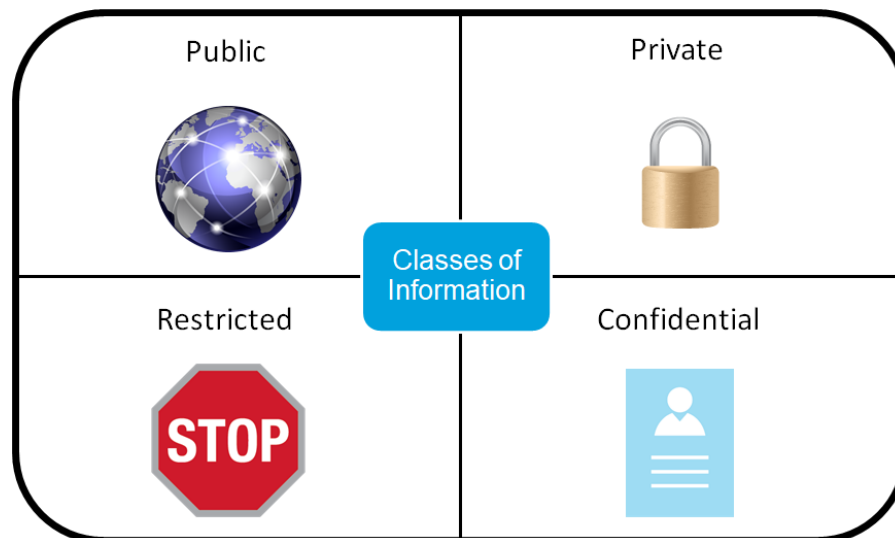 Public
Private
Classes of
Information
Restricted
Confidential
STOP